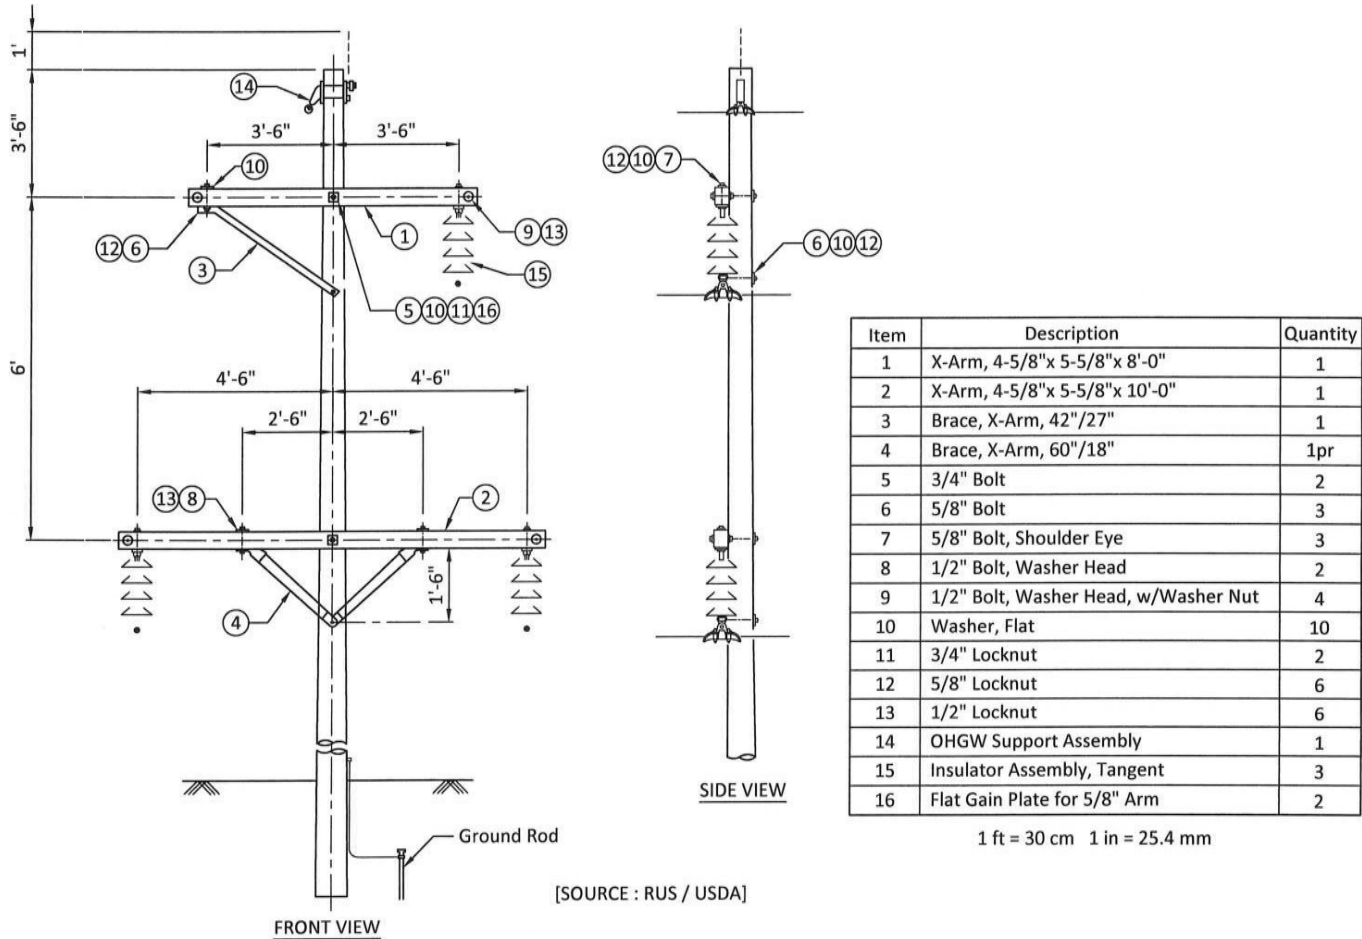 1'
3'-6"
14
3'-6" 3'-6"
10
12 6
3
1
9 13
15
5 10 11 16
6'
4'-6" 4'-6"
2'-6" 2'-6"
13 8
2
1'-6"
4
Ground Rod
FRONT VIEW
12 10 7
6 10 12
SIDE VIEW
[SOURCE : RUS / USDA]
Item Description Quantity
1 X-Arm, 4-5/8"x 5-5/8"x 8'-0" 1
2 X-Arm, 4-5/8"x 5-5/8"x 10'-0" 1
3 Brace, X-Arm, 42"/27" 1
4 Brace, X-Arm, 60"/18" 1pr
5 3/4" Bolt 2
6 5/8" Bolt 3
7 5/8" Bolt, Shoulder Eye 3
8 1/2" Bolt, Washer Head 2
9 1/2" Bolt, Washer Head, w/Washer Nut 4
10 Washer, Flat 10
11 3/4" Locknut 2
12 5/8" Locknut 6
13 1/2" Locknut 6
14 OHGW Support Assembly 1
15 Insulator Assembly, Tangent 3
16 Flat Gain Plate for 5/8" Arm 2
1 ft = 30 cm 1 in = 25.4 mm